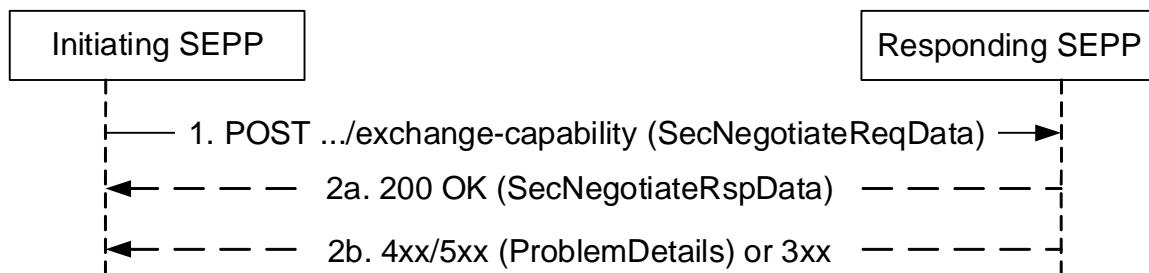 Initiating SEPP
Responding SEPP
1. POST .../exchange-capability (SecNegotiateReqData)
2a. 200 OK (SecNegotiateRspData)
2b. 4xx/5xx (ProblemDetails) or 3xx